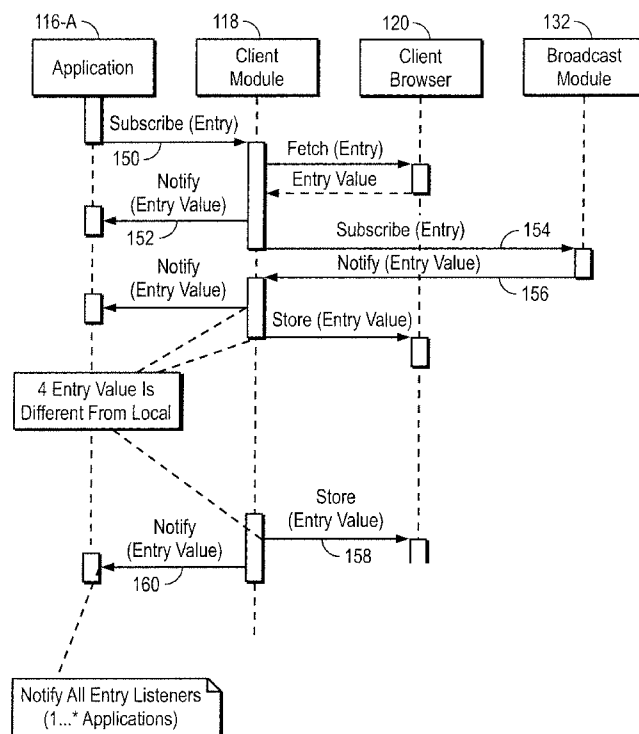 116-A
118
120
132
Application
Client
Module
Client
Browser
Broadcast
Module
Subscribe (Entry)
150
Fetch (Entry)
Entry Value
Notify
(Entry Value)
152
Subscribe (Entry)
154
Notify (Entry Value)
156
Notify
(Entry Value)
Store (Entry Value)
4 Entry Value Is
Different From Local
Store
(Entry Value)
158
Notify
(Entry Value)
160
Notify All Entry Listeners
(1...* Applications)